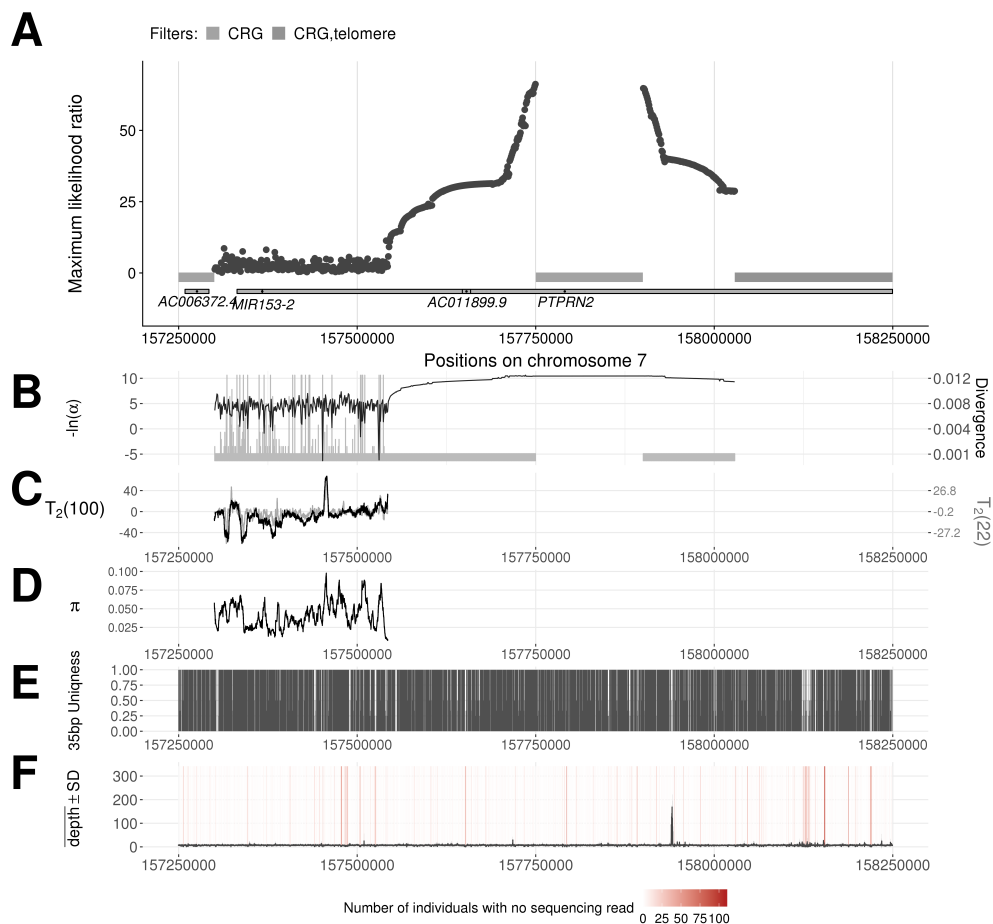 A
Filters: CRG CRG,telomere
Maximum likelihood ratio
50
25
0
AC006372.4 MIR153-2 AC011899.9 PTPRN2
157250000 157500000 157750000 158000000 158250000
Positions on chromosome 7
B
-ln(α)
10
5
0
-5
0.012
0.008
0.004
0.001
Divergence
C
T2(100)
40
0
-40
26.8
-0.2
-27.2
T2(22)
157250000 157500000 157750000 158000000 158250000
D
π
0.100
0.075
0.050
0.025
157250000 157500000 157750000 158000000 158250000
E
35bp Uniqness
1.00
0.75
0.50
0.25
0.00
157250000 157500000 157750000 158000000 158250000
F
depth ± SD
300
200
100
0
157250000 157500000 157750000 158000000 158250000
Number of individuals with no sequencing read
0 25 50 75 100